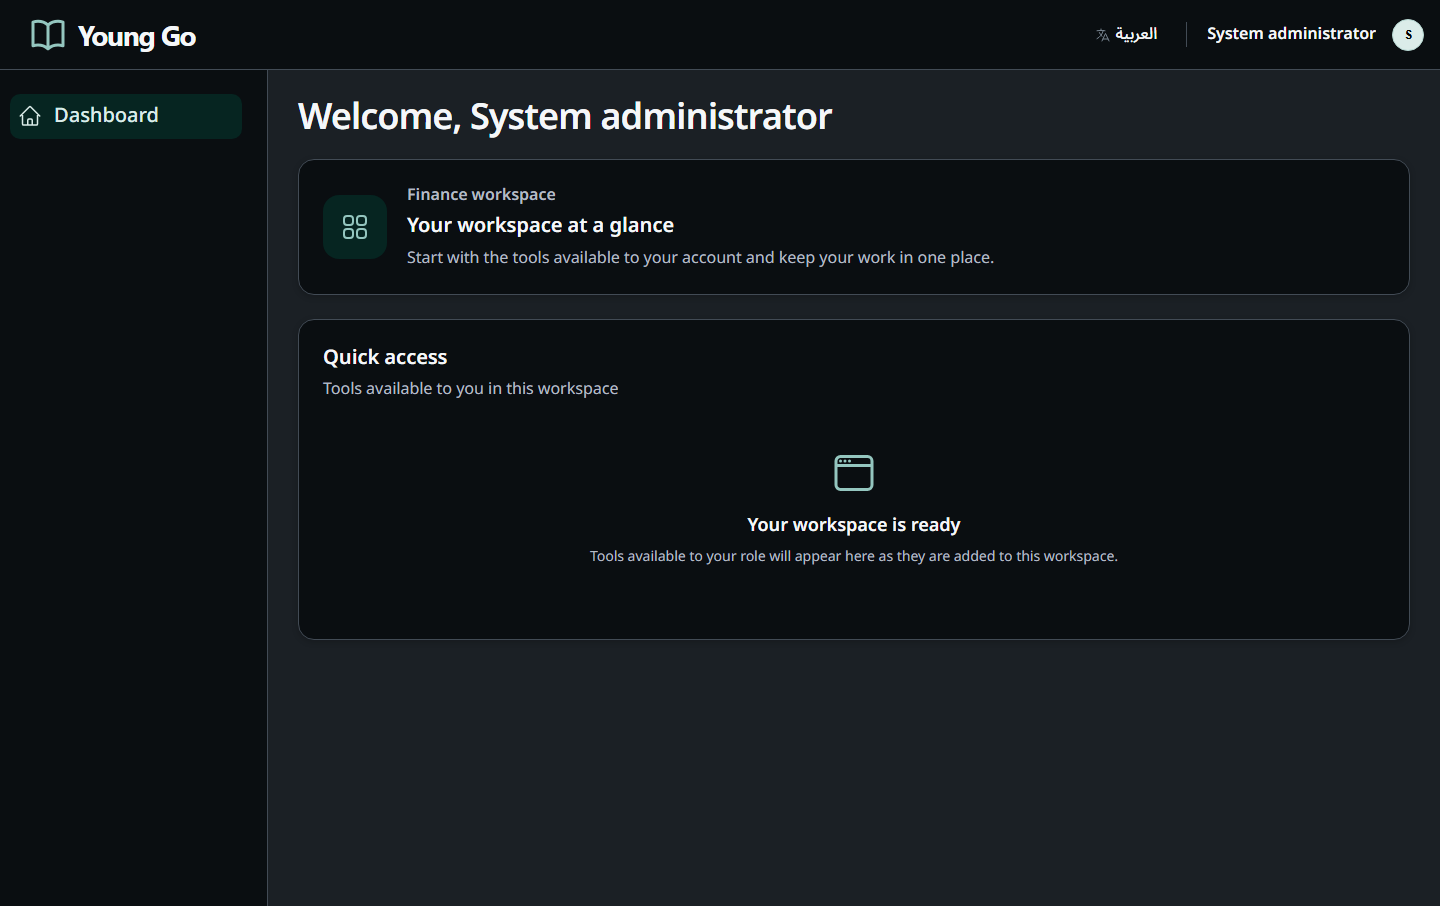 Young Go
العربية
System administrator
S
Dashboard
Welcome, System administrator
Finance workspace
Your workspace at a glance
Start with the tools available to your account and keep your work in one place.
Quick access
Tools available to you in this workspace
Your workspace is ready
Tools available to your role will appear here as they are added to this workspace.